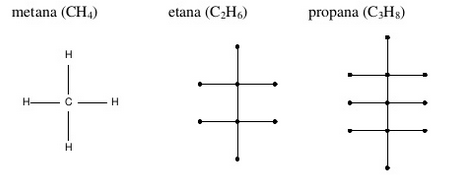 metana (CH₄) etana (C₂H₆) propana (C₃H₈)
H
H C H
H